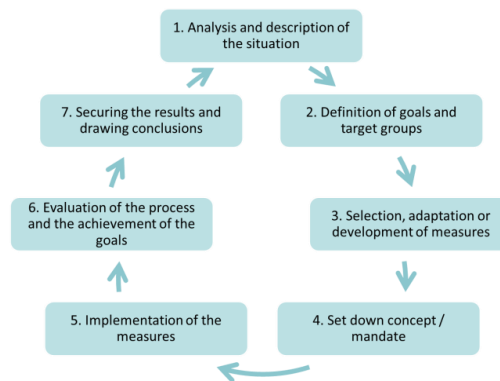 1. Analysis and description of
the situation
2. Definition of goals and
target groups
3. Selection, adaptation or
development of measures
4. Set down concept /
mandate
5. Implementation of the
measures
6. Evaluation of the process
and the achievement of the
goals
7. Securing the results and
drawing conclusions